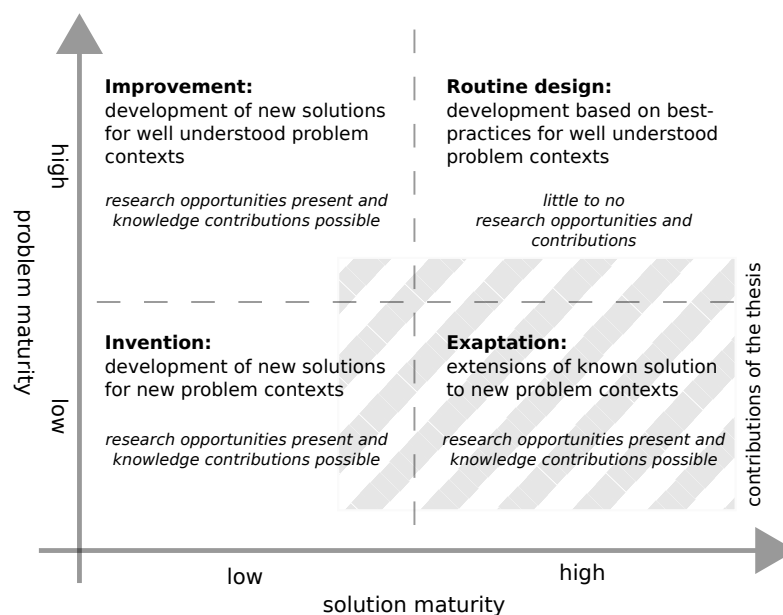 Improvement:
development of new solutions
for well understood problem
contexts
research opportunities present and
knowledge contributions possible
Routine design:
development based on best-
practices for well understood
problem contexts
little to no
research opportunities and
contributions
Invention:
development of new solutions
for new problem contexts
research opportunities present and
knowledge contributions possible
Exaptation:
extensions of known solution
to new problem contexts
research opportunities present and
knowledge contributions possible
high
low
problem maturity
contributions of the thesis
low
high
solution maturity